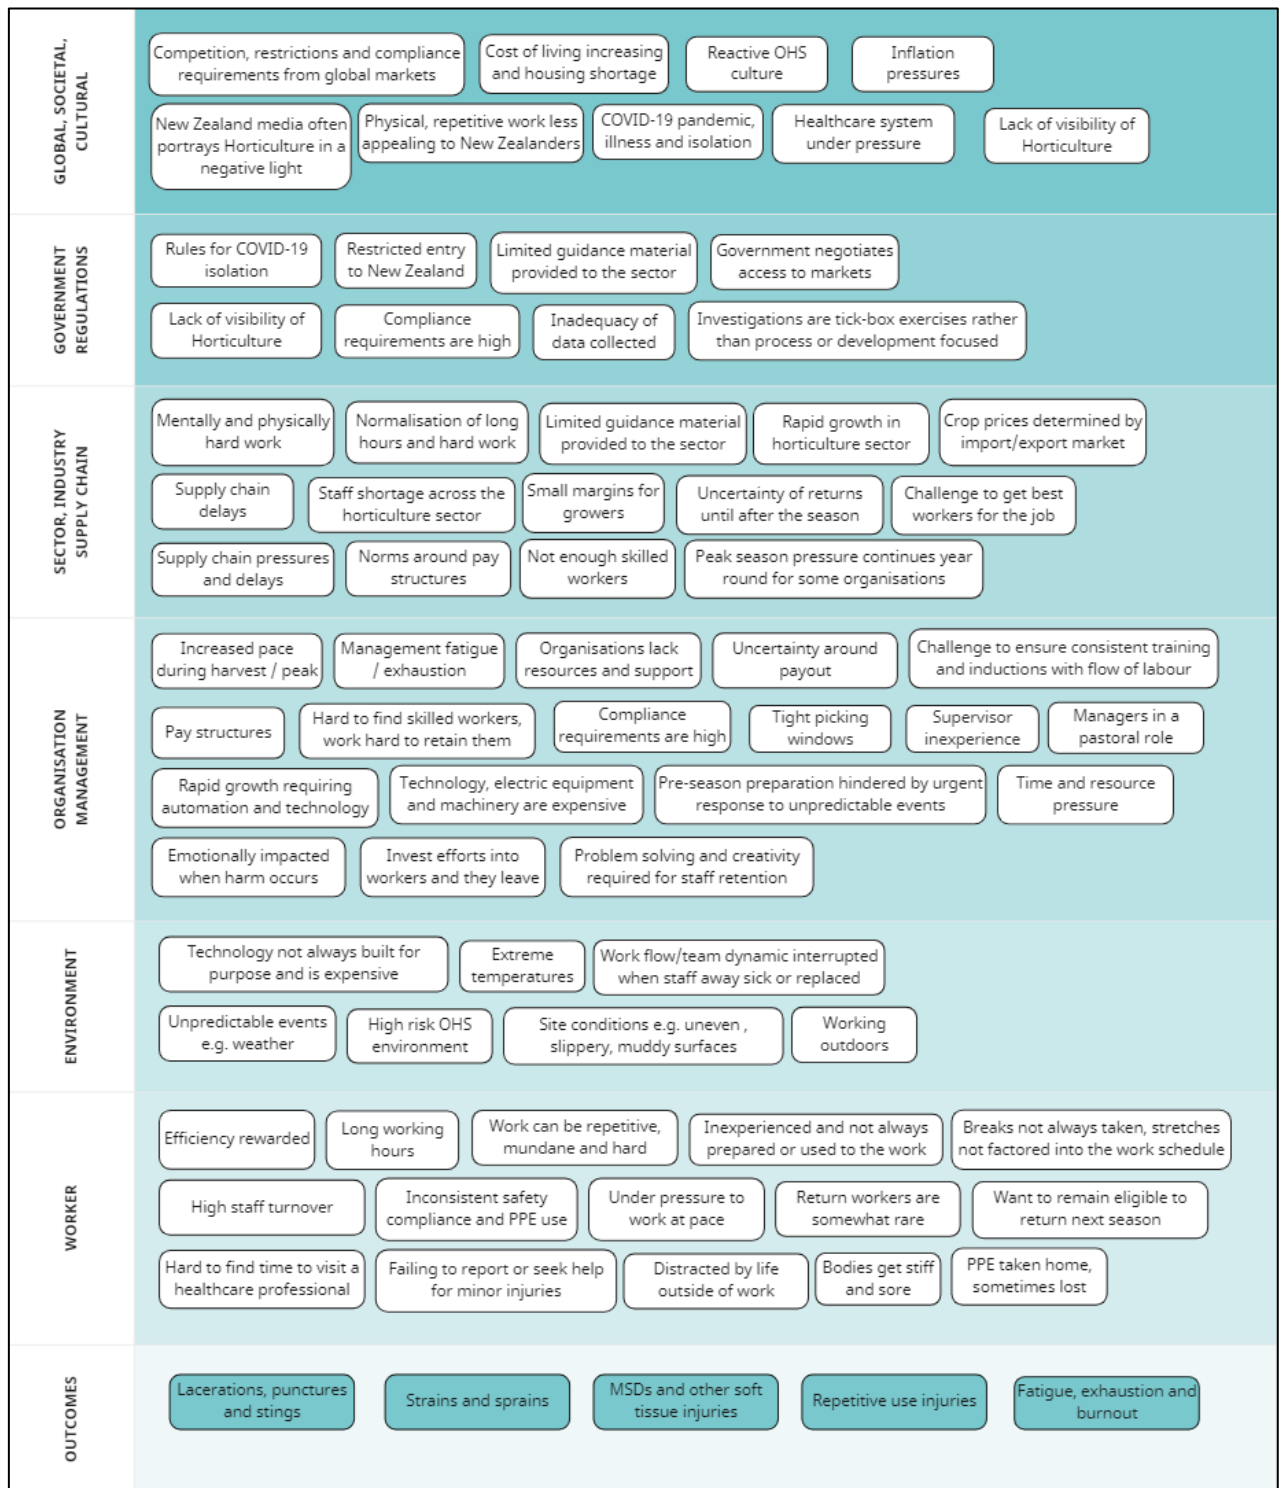 GLOBAL, SOCIETAL,
CULTURAL
Competition, restrictions and compliance
requirements from global markets
Cost of living increasing
and housing shortage
Reactive OHS
culture
Inflation
pressures
New Zealand media often
portrays Horticulture in a
negative light
Physical, repetitive work less
appealing to New Zealanders
COVID-19 pandemic,
illness and isolation
Healthcare system
under pressure
Lack of visibility of
Horticulture
GOVERNMENT
REGULATIONS
Rules for COVID-19
isolation
Restricted entry
to New Zealand
Limited guidance material
provided to the sector
Government negotiates
access to markets
Lack of visibility of
Horticulture
Compliance
requirements are high
Inadequacy of
data collected
Investigations are tick-box exercises rather
than process or development focused
SECTOR, INDUSTRY
SUPPLY CHAIN
Mentally and physically
hard work
Normalisation of long
hours and hard work
Limited guidance material
provided to the sector
Rapid growth in
horticulture sector
Crop prices determined by
import/export market
Supply chain
delays
Staff shortage across the
horticulture sector
Small margins for
growers
Uncertainty of returns
until after the season
Challenge to get best
workers for the job
Supply chain pressures
and delays
Norms around pay
structures
Not enough skilled
workers
Peak season pressure continues year
round for some organisations
ORGANISATION
MANAGEMENT
Increased pace
during harvest / peak
Management fatigue
/ exhaustion
Organisations lack
resources and support
Uncertainty around
payout
Challenge to ensure consistent training
and inductions with flow of labour
Pay structures
Hard to find skilled workers,
work hard to retain them
Compliance
requirements are high
Tight picking
windows
Supervisor
inexperience
Managers in a
pastoral role
Rapid growth requiring
automation and technology
Technology, electric equipment
and machinery are expensive
Pre-season preparation hindered by urgent
response to unpredictable events
Time and resource
pressure
Emotionally impacted
when harm occurs
Invest efforts into
workers and they leave
Problem solving and creativity
required for staff retention
ENVIRONMENT
Technology not always built for
purpose and is expensive
Extreme
temperatures
Work flow/team dynamic interrupted
when staff away sick or replaced
Unpredictable events
e.g. weather
High risk OHS
environment
Site conditions e.g. uneven ,
slippery, muddy surfaces
Working
outdoors
WORKER
Efficiency rewarded
Long working
hours
Work can be repetitive,
mundane and hard
Inexperienced and not always
prepared or used to the work
Breaks not always taken, stretches
not factored into the work schedule
High staff turnover
Inconsistent safety
compliance and PPE use
Under pressure to
work at pace
Return workers are
somewhat rare
Want to remain eligible to
return next season
Hard to find time to visit a
healthcare professional
Failing to report or seek help
for minor injuries
Distracted by life
outside of work
Bodies get stiff
and sore
PPE taken home,
sometimes lost
OUTCOMES
Lacerations, punctures
and stings
Strains and sprains
MSDs and other soft
tissue injuries
Repetitive use injuries
Fatigue, exhaustion and
burnout